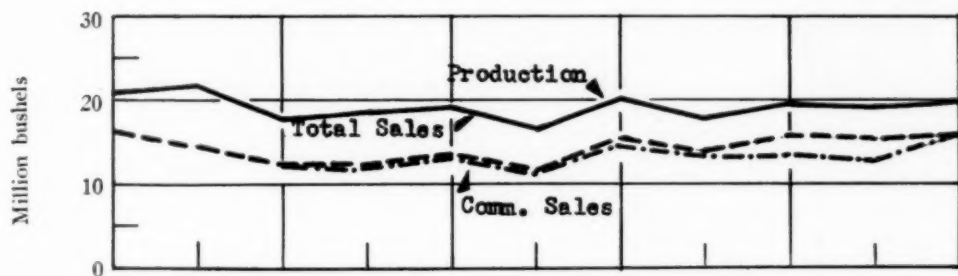 30
Million bushels
Production
20
Total Sales
10
Comm. Sales
0